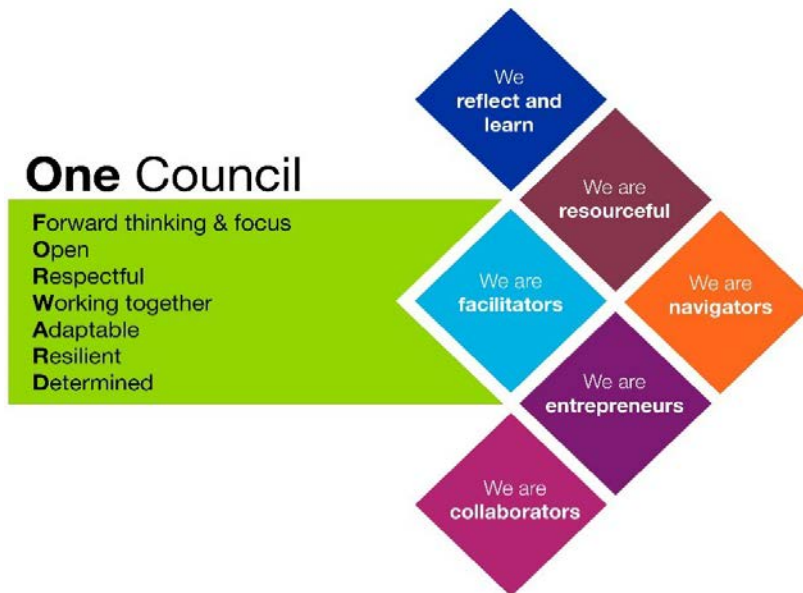 One Council
Forward thinking & focus
Open
Respectful
Working together
Adaptable
Resilient
Determined
We
reflect and
learn
We are
resourceful
We are
facilitators
We are
navigators
We are
entrepreneurs
We are
collaborators